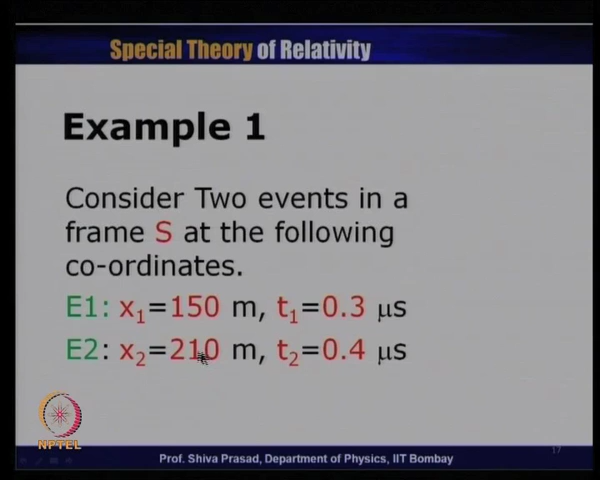 Special Theory of Relativity
Example 1
Consider Two events in a
frame S at the following
co-ordinates.
E1: x₁=150 m, t₁=0.3 µs
E2: x₂=210 m, t₂=0.4 µs
NPTEL
Prof. Shiva Prasad, Department of Physics, IIT Bombay
17